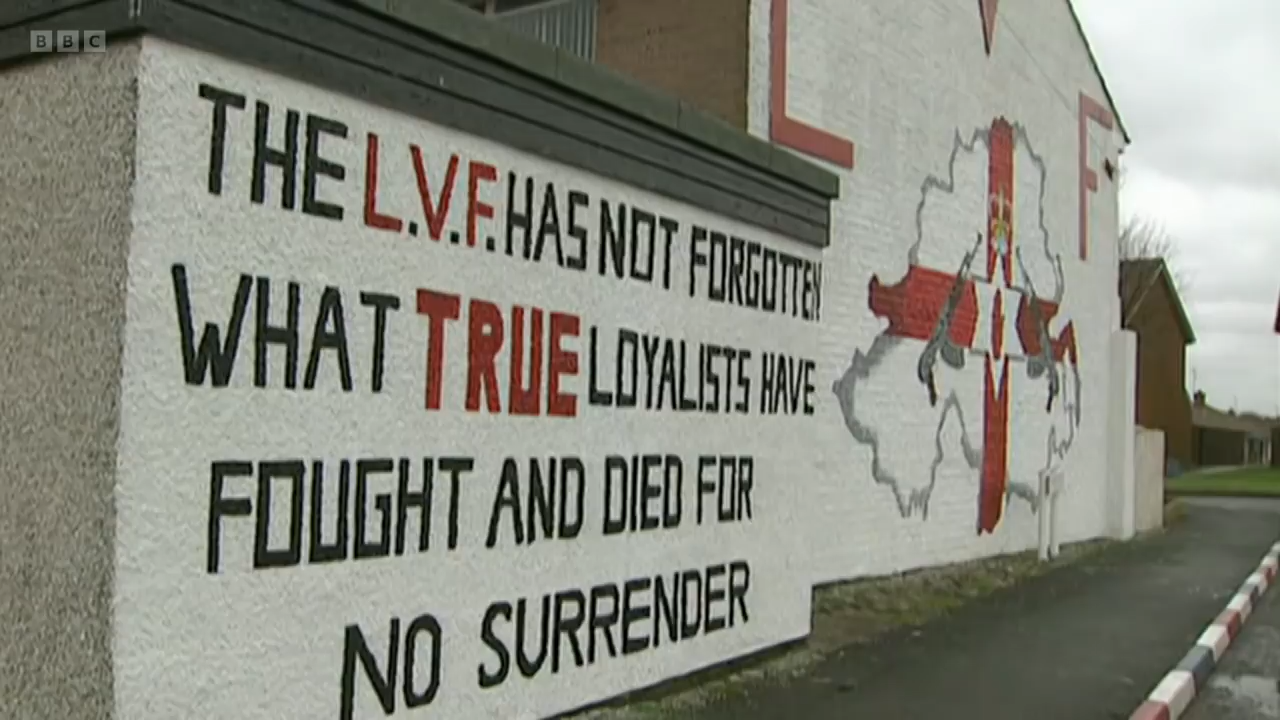 BBC
THE L.V.F. HAS NOT FORGOTTEN
WHAT TRUE LOYALISTS HAVE
FOUGHT AND DIED FOR
NO SURRENDER
L F